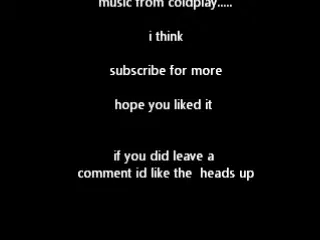 music from coldplay.....
i think
subscribe for more
hope you liked it
if you did leave a
comment id like the heads up